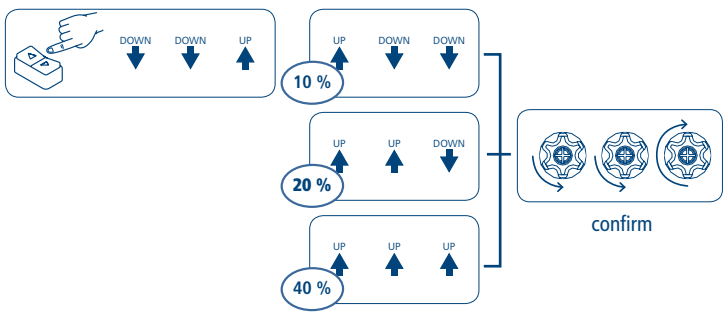 DOWN DOWN UP
UP DOWN DOWN
10 %
UP UP DOWN
20 %
UP UP UP
40 %
confirm